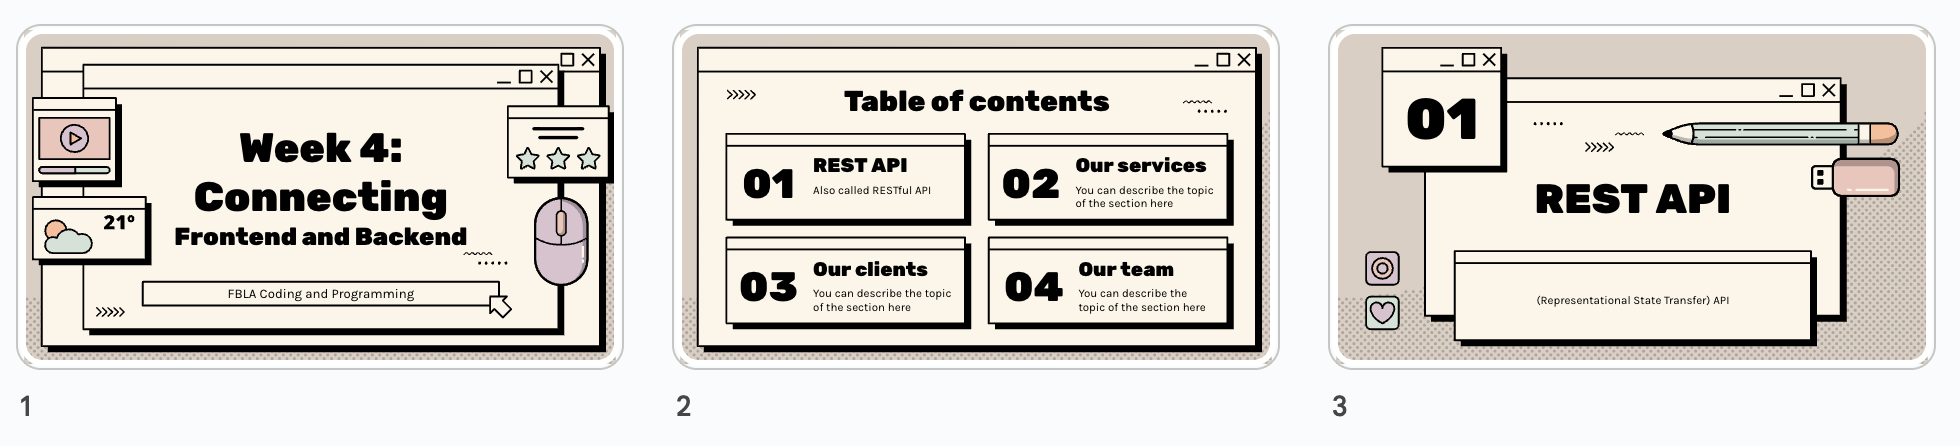 21°
Week 4:
Connecting
Frontend and Backend
FBLA Coding and Programming
1
Table of contents
01
REST API
Also called RESTful API
02
Our services
You can describe the topic
of the section here
03
Our clients
You can describe the topic
of the section here
04
Our team
You can describe the
topic of the section here
2
01
REST API
(Representational State Transfer) API
3